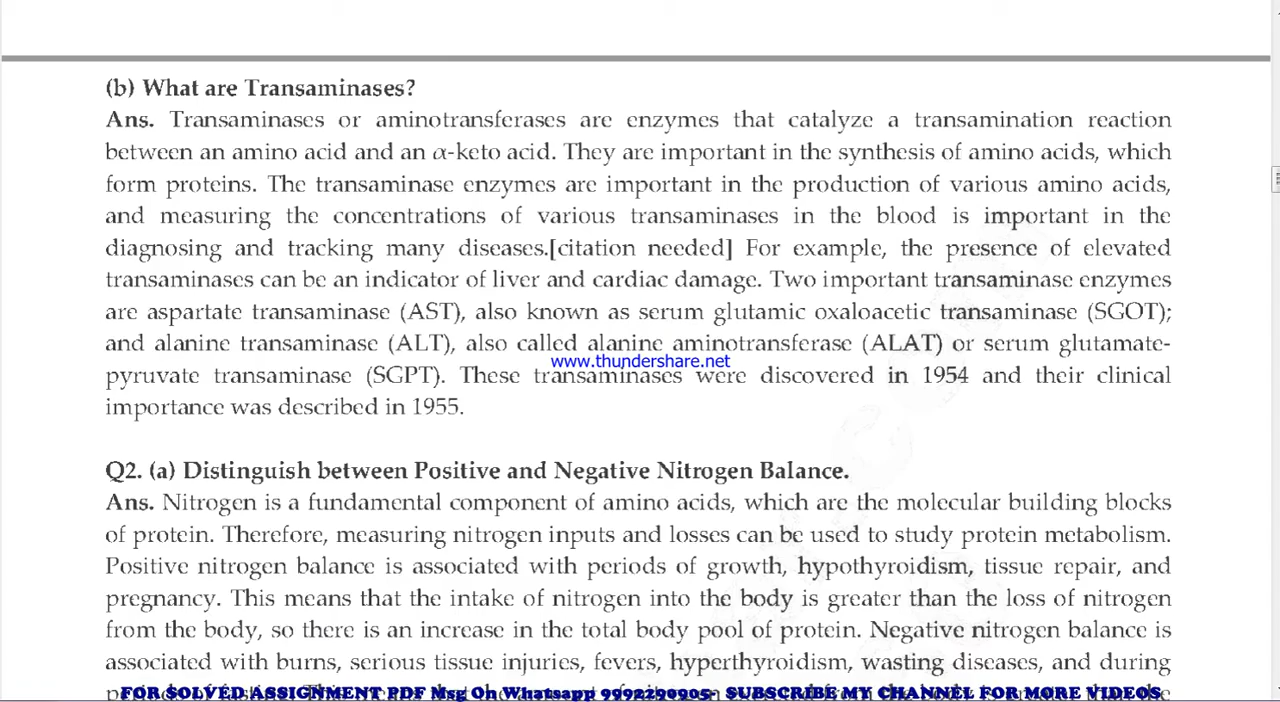 (b) What are Transaminases?
Ans. Transaminases or aminotransferases are enzymes that catalyze a transamination reaction
between an amino acid and an α-keto acid. They are important in the synthesis of amino acids, which
form proteins. The transaminase enzymes are important in the production of various amino acids,
and measuring the concentrations of various transaminases in the blood is important in the
diagnosing and tracking many diseases.[citation needed] For example, the presence of elevated
transaminases can be an indicator of liver and cardiac damage. Two important transaminase enzymes
are aspartate transaminase (AST), also known as serum glutamic oxaloacetic transaminase (SGOT);
and alanine transaminase (ALT), also called alanine aminotransferase (ALAT) or serum glutamate-
www.thundershare.net
pyruvate transaminase (SGPT). These transaminases were discovered in 1954 and their clinical
importance was described in 1955.
Q2. (a) Distinguish between Positive and Negative Nitrogen Balance.
Ans. Nitrogen is a fundamental component of amino acids, which are the molecular building blocks
of protein. Therefore, measuring nitrogen inputs and losses can be used to study protein metabolism.
Positive nitrogen balance is associated with periods of growth, hypothyroidism, tissue repair, and
pregnancy. This means that the intake of nitrogen into the body is greater than the loss of nitrogen
from the body, so there is an increase in the total body pool of protein. Negative nitrogen balance is
associated with burns, serious tissue injuries, fevers, hyperthyroidism, wasting diseases, and during
FOR SOLVED ASSIGNMENT PDF Msg On Whatsapp 9992290905- SUBSCRIBE MY CHANNEL FOR MORE VIDEOS